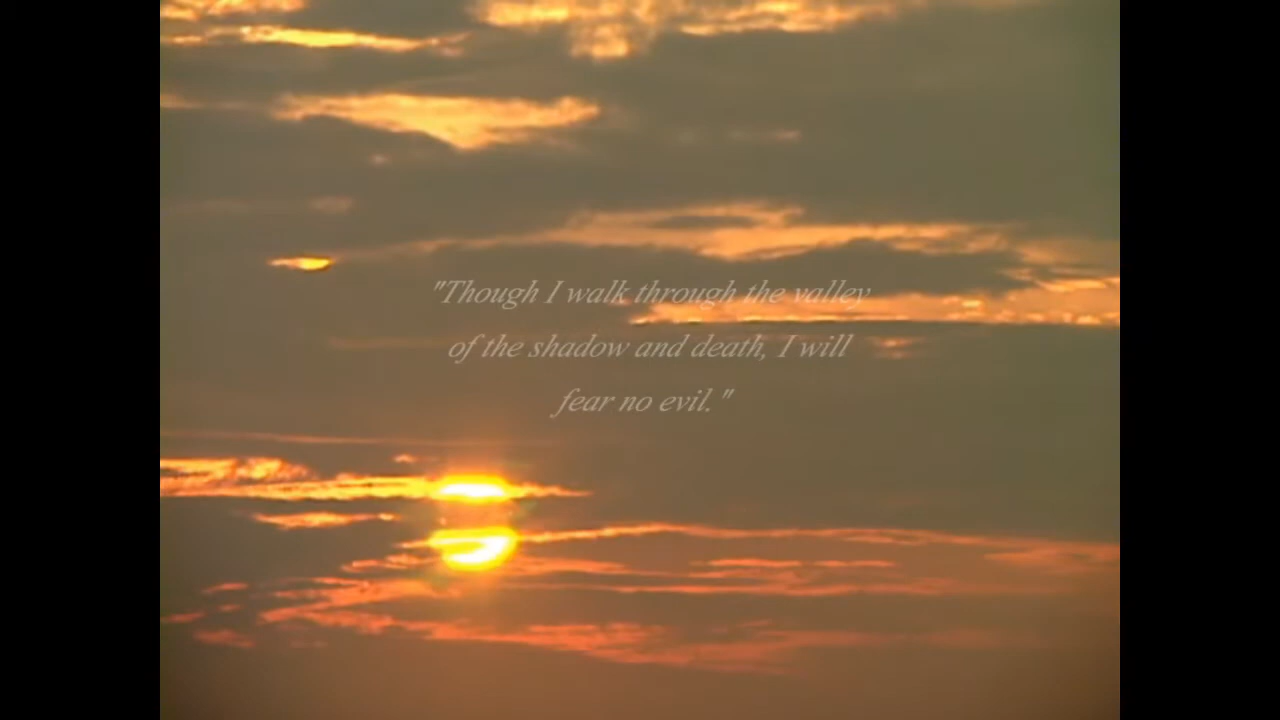 "Though I walk through the valley
of the shadow and death, I will
fear no evil."